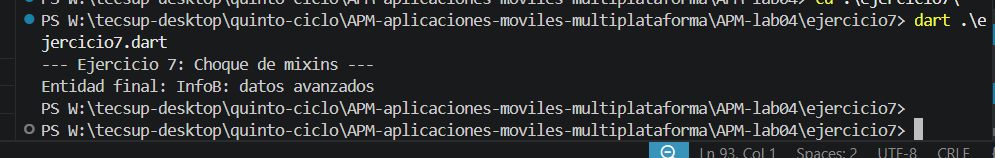 PS W:\tecsup-desktop\quinto-ciclo\APM-aplicaciones-moviles-multiplataforma\APM-lab04> cd .\ejercicio7\
PS W:\tecsup-desktop\quinto-ciclo\APM-aplicaciones-moviles-multiplataforma\APM-lab04\ejercicio7> dart .\e
jercicio7.dart
--- Ejercicio 7: Choque de mixins ---
Entidad final: InfoB: datos avanzados
PS W:\tecsup-desktop\quinto-ciclo\APM-aplicaciones-moviles-multiplataforma\APM-lab04\ejercicio7>
PS W:\tecsup-desktop\quinto-ciclo\APM-aplicaciones-moviles-multiplataforma\APM-lab04\ejercicio7>
Ln 93, Col 1 Spaces: 2 UTF-8 CRLF